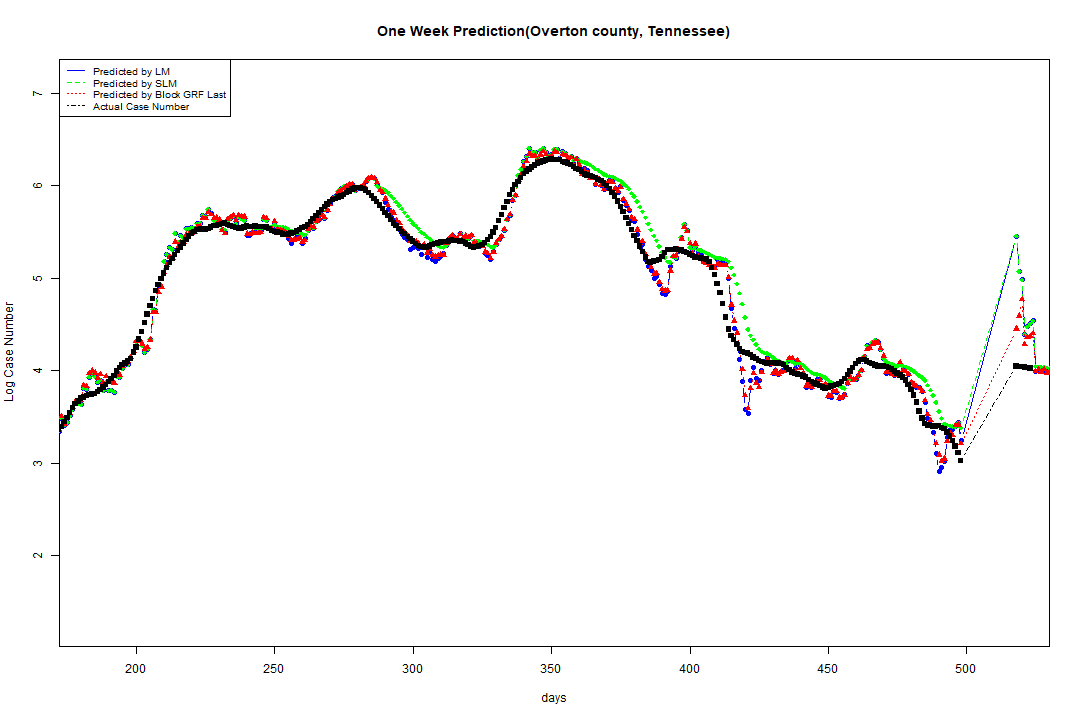 One Week Prediction(Overton county, Tennessee)
Predicted by LM
Predicted by SLM
Predicted by Block GRF Last
Actual Case Number
Log Case Number
7
6
5
4
3
2
200 250 300 350 400 450 500
days